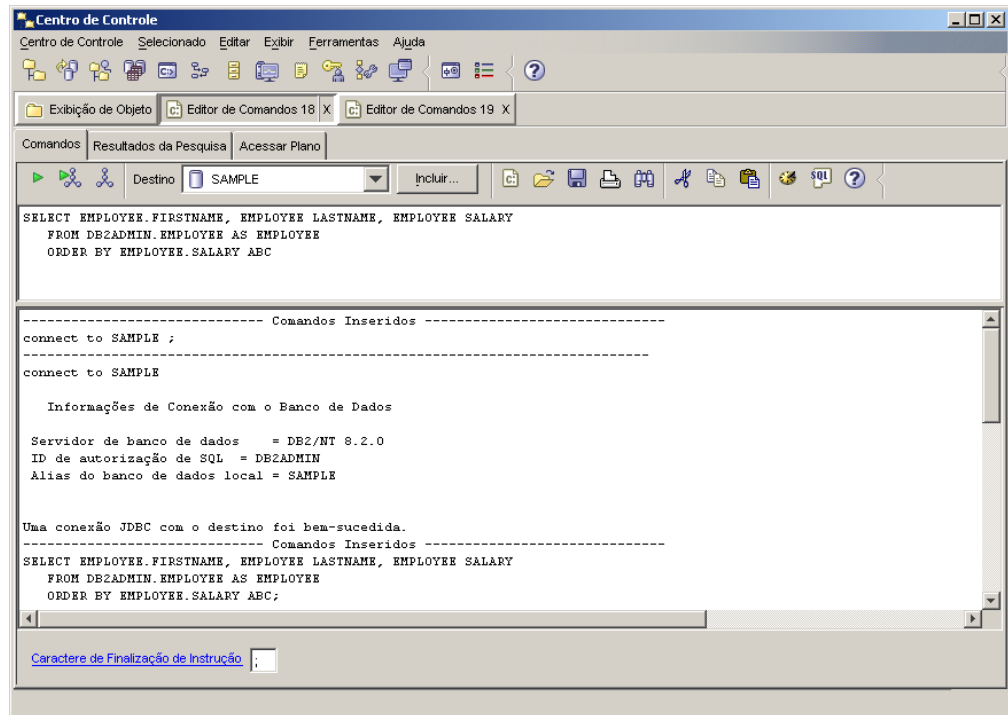 Centro de Controle
Centro de Controle Selecionado Editar Exibir Ferramentas Ajuda
Exibição de Objeto Editor de Comandos 18 X Editor de Comandos 19 X
Comandos Resultados da Pesquisa Acessar Plano
Destino SAMPLE Incluir... SQL
SELECT EMPLOYEE.FIRSTNAME, EMPLOYEE LASTNAME, EMPLOYEE SALARY
FROM DB2ADMIN.EMPLOYEE AS EMPLOYEE
ORDER BY EMPLOYEE.SALARY ABC
------------------------------ Comandos Inseridos ------------------------------
connect to SAMPLE ;
------------------------------------------------------------------------------
connect to SAMPLE
Informações de Conexão com o Banco de Dados
Servidor de banco de dados = DB2/NT 8.2.0
ID de autorização de SQL = DB2ADMIN
Alias do banco de dados local = SAMPLE
Uma conexão JDBC com o destino foi bem-sucedida.
------------------------------ Comandos Inseridos ------------------------------
SELECT EMPLOYEE.FIRSTNAME, EMPLOYEE LASTNAME, EMPLOYEE SALARY
FROM DB2ADMIN.EMPLOYEE AS EMPLOYEE
ORDER BY EMPLOYEE.SALARY ABC;
Caractere de Finalização de Instrução ;